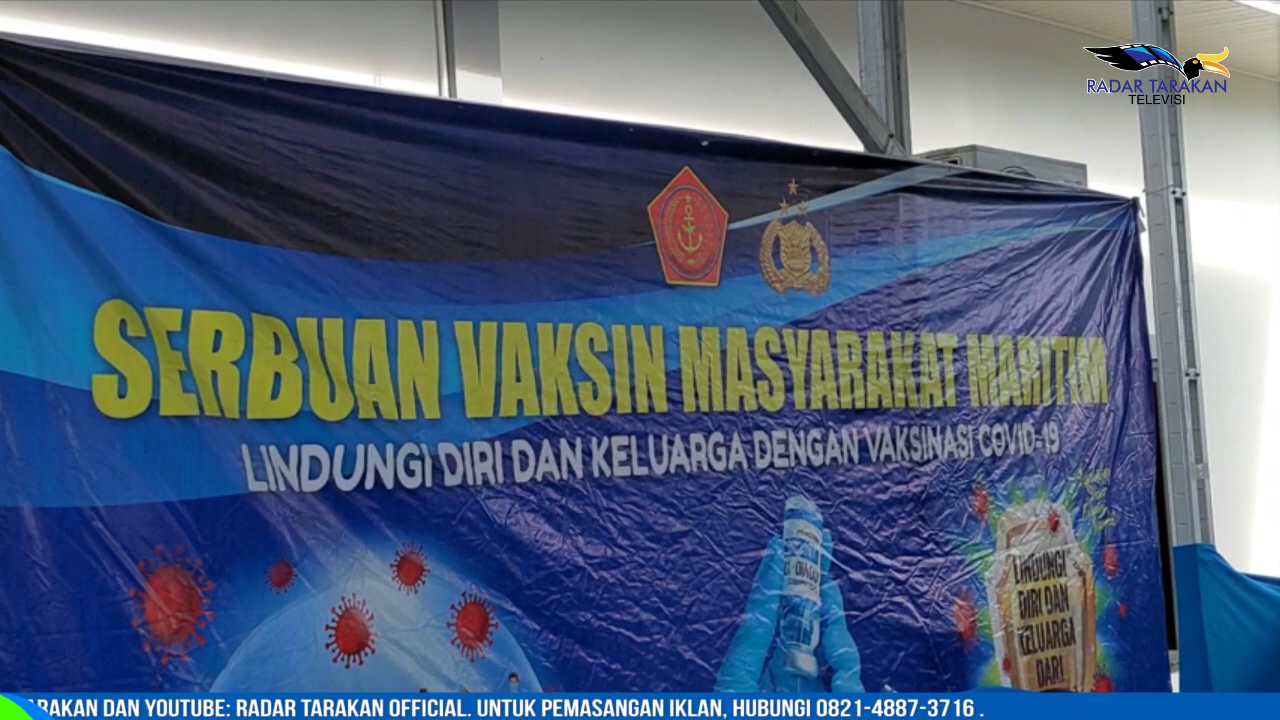 RADAR TARAKAN
TELEVISI
SERBUAN VAKSIN MASYARAKAT MARITIM
LINDUNGI DIRI DAN KELUARGA DENGAN VAKSINASI COVID-19
LINDUNGI
DIRI DAN
KELUARGA
DARI
ARAKAN DAN YOUTUBE: RADAR TARAKAN OFFICIAL. UNTUK PEMASANGAN IKLAN, HUBUNGI 0821-4887-3716 .